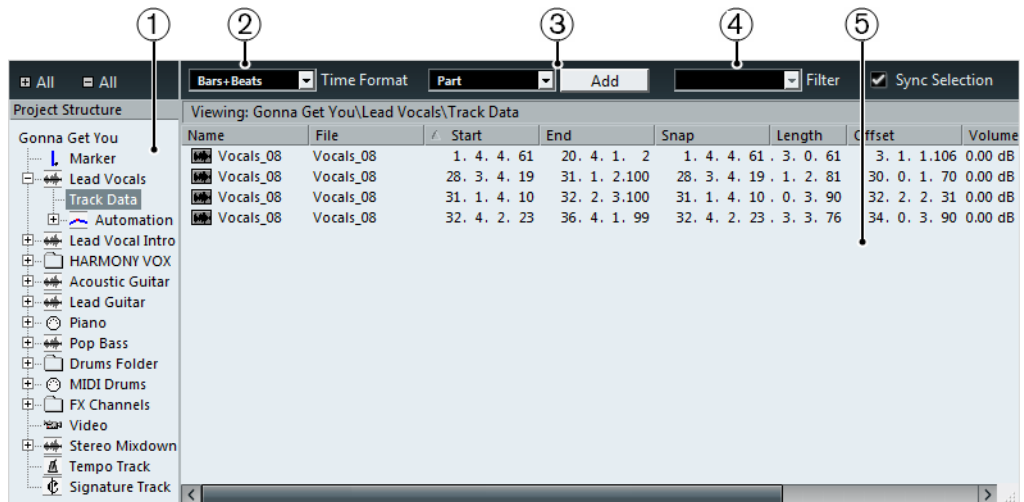 1 2 3 4 5
All All Bars+Beats Time Format Part Add Filter Sync Selection
Project Structure Viewing: Gonna Get You\Lead Vocals\Track Data
Gonna Get You Name File Start End Snap Length Offset Volume
Marker Vocals_08 Vocals_08 1. 4. 4. 61 20. 4. 1. 2 1. 4. 4. 61 . 3. 0. 61 3. 1. 1.106 0.00 dB
Lead Vocals Vocals_08 Vocals_08 28. 3. 4. 19 31. 1. 2.100 28. 3. 4. 19 . 1. 2. 81 30. 0. 1. 70 0.00 dB
Track Data Vocals_08 Vocals_08 31. 1. 4. 10 32. 2. 3.100 31. 1. 4. 10 . 0. 3. 90 32. 2. 2. 31 0.00 dB
Automation Vocals_08 Vocals_08 32. 4. 2. 23 36. 4. 1. 99 32. 4. 2. 23 . 3. 3. 76 34. 0. 3. 90 0.00 dB
Lead Vocal Intro
HARMONY VOX
Acoustic Guitar
Lead Guitar
Piano
Pop Bass
Drums Folder
MIDI Drums
FX Channels
Video
Stereo Mixdown
Tempo Track
Signature Track